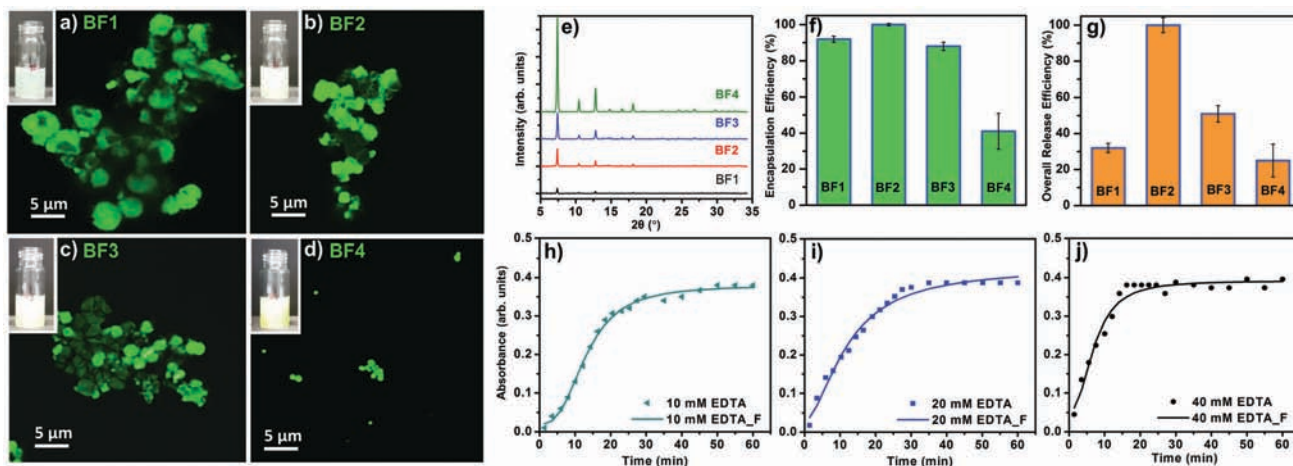 a) BF1
5 µm
b) BF2
5 µm
c) BF3
5 µm
d) BF4
5 µm
e)
Intensity (arb. units)
BF4
BF3
BF2
BF1
5 10 15 20 25 30 35
2θ (°)
f)
Encapsulation Efficiency (%)
100
80
60
40
20
0
BF1 BF2 BF3 BF4
g)
Overall Release Efficiency (%)
100
80
60
40
20
0
BF1 BF2 BF3 BF4
h)
Absorbance (arb. units)
0.5
0.4
0.3
0.2
0.1
0.0
10 mM EDTA
10 mM EDTA_F
0 10 20 30 40 50 60
Time (min)
i)
0.5
0.4
0.3
0.2
0.1
0.0
20 mM EDTA
20 mM EDTA_F
0 10 20 30 40 50 60
Time (min)
j)
0.5
0.4
0.3
0.2
0.1
0.0
40 mM EDTA
40 mM EDTA_F
0 10 20 30 40 50 60
Time (min)